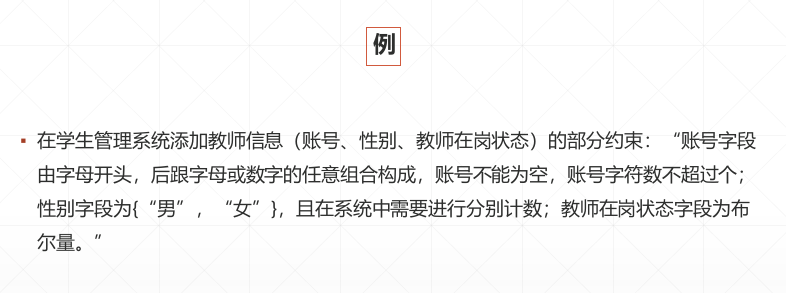 例
▪ 在学生管理系统添加教师信息（账号、性别、教师在岗状态）的部分约束：“账号字段
由字母开头，后跟字母或数字的任意组合构成，账号不能为空，账号字符数不超过个；
性别字段为{“男”，“女”}，且在系统中需要进行分别计数；教师在岗状态字段为布
尔量。”